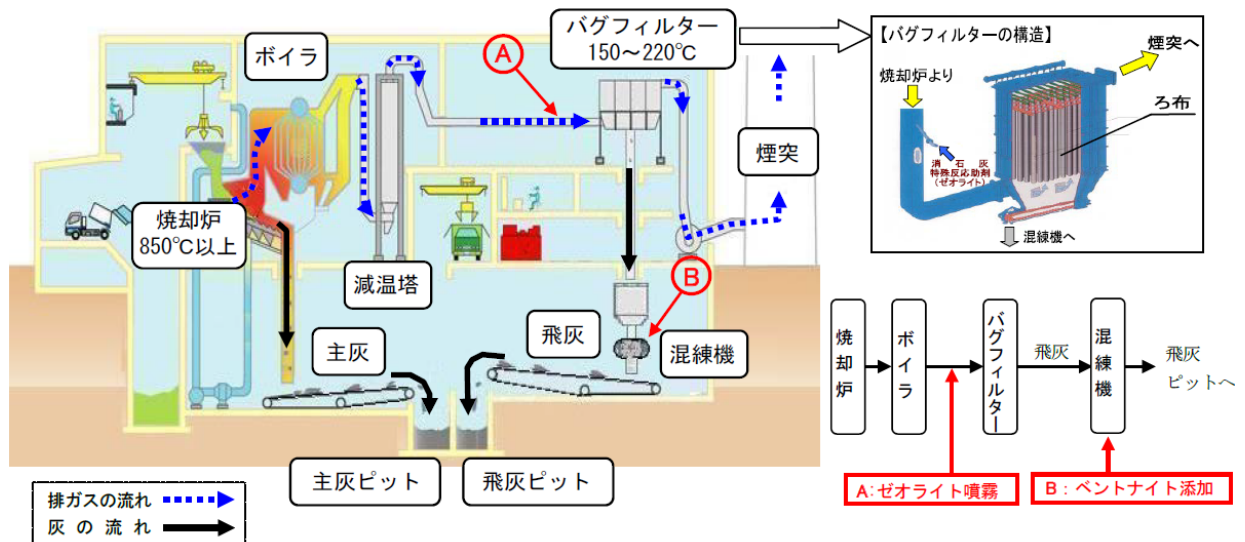 ボイラ
A
バグフィルター
150～220℃
焼却炉
850℃以上
減温塔
煙突
B
主灰
飛灰
混練機
主灰ピット
飛灰ピット
排ガスの流れ
灰の流れ
【バグフィルターの構造】
煙突へ
焼却炉より
ろ布
消石灰
特殊反応助剤
(ゼオライト)
混練機へ
焼却炉
ボイラ
バグフィルター
飛灰
混練機
飛灰
ピットへ
A:ゼオライト噴霧
B：ベントナイト添加